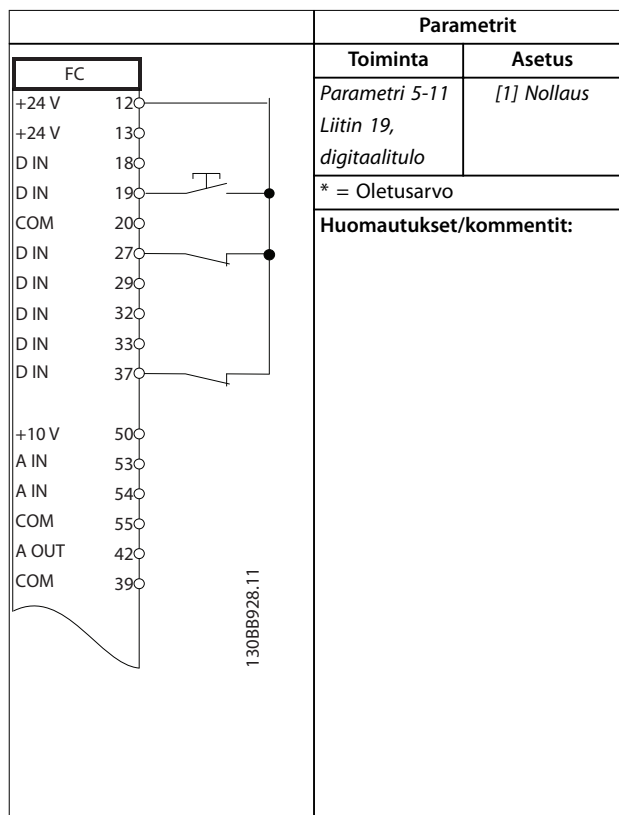 FC
+24 V 12
+24 V 13
D IN 18
D IN 19
COM 20
D IN 27
D IN 29
D IN 32
D IN 33
D IN 37
+10 V 50
A IN 53
A IN 54
COM 55
A OUT 42
COM 39
130BB928.11
Parametrit
Toiminta Asetus
Parametri 5-11 [1] Nollaus
Liitin 19,
digitaalitulo
* = Oletusarvo
Huomautukset/kommentit: